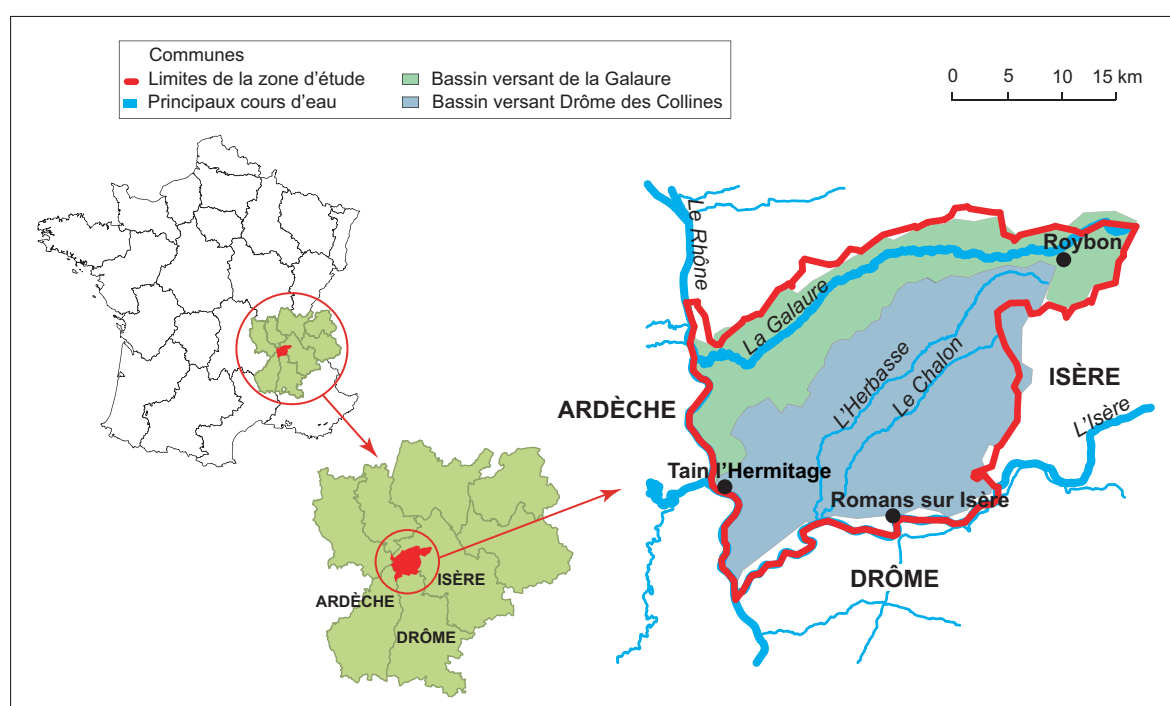 Communes
Limites de la zone d'étude
Principaux cours d'eau
Bassin versant de la Galaure
Bassin versant Drôme des Collines
0 5 10 15 km
Le Rhône
Roybon
La Galaure
L'Herbasse
Le Chalon
ISÈRE
ARDÈCHE
L'Isère
Tain l'Hermitage
Romans sur Isère
DRÔME
ISÈRE
ARDÈCHE
DRÔME